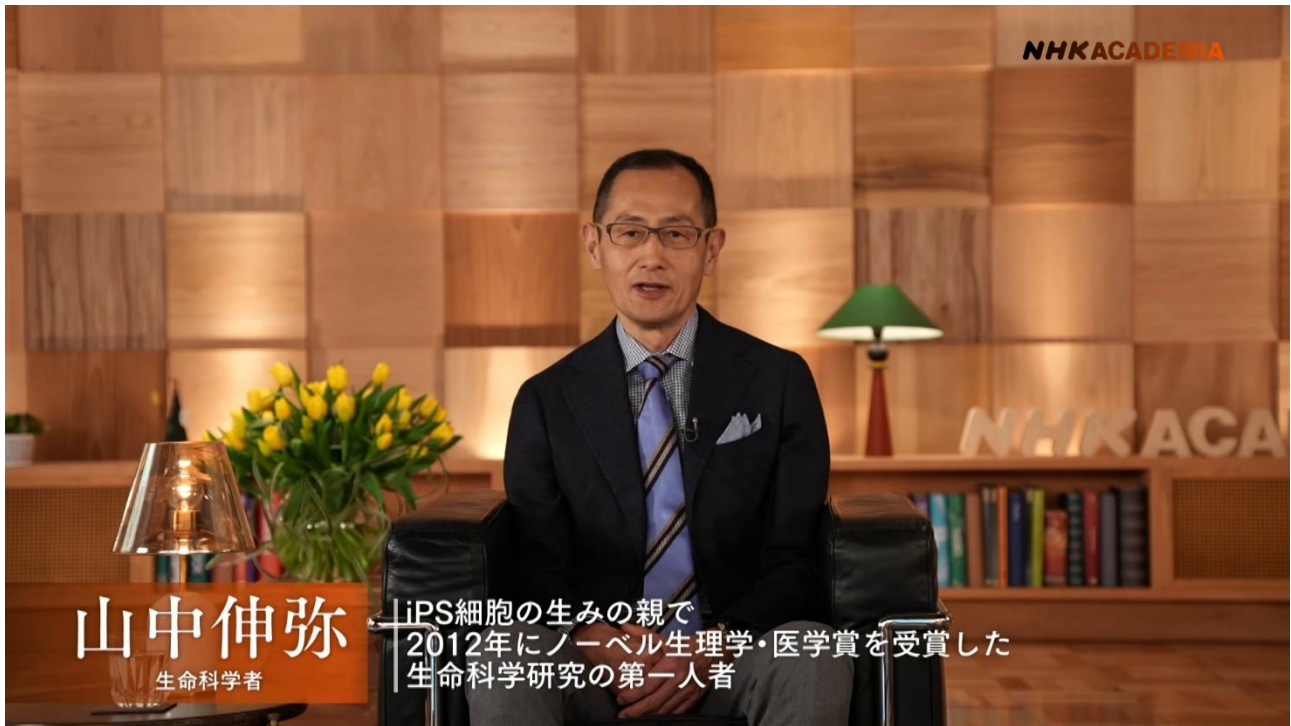 NHK ACADEMIA
NHK ACA
山中伸弥
生命科学者
iPS細胞の生みの親で
2012年にノーベル生理学・医学賞を受賞した
生命科学研究の第一人者